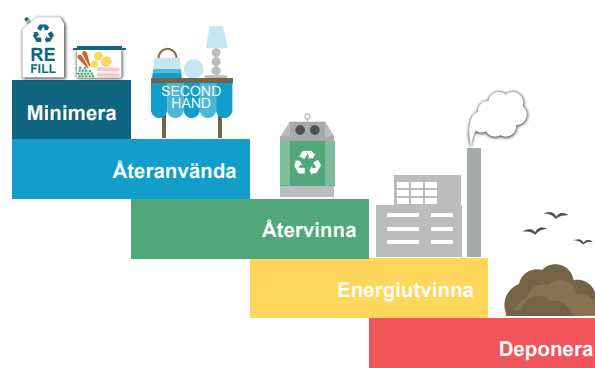 RE
FILL
Minimera
SECOND
HAND
Återanvända
Återvinna
Energiutvinna
Deponera